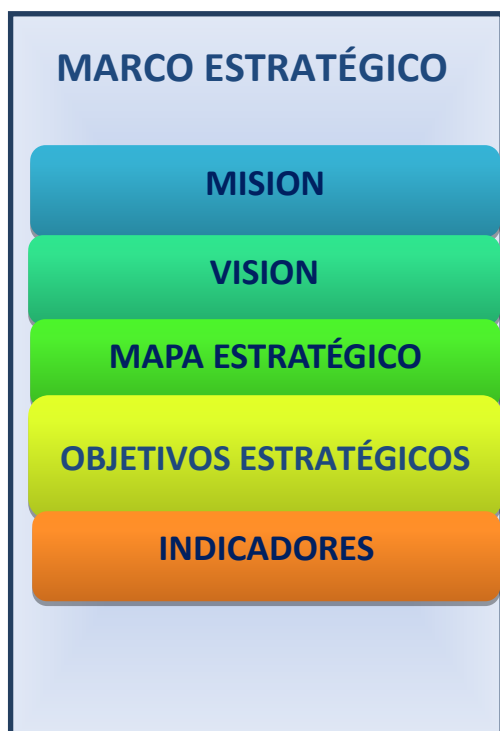 MARCO ESTRATÉGICO
MISION
VISION
MAPA ESTRATÉGICO
OBJETIVOS ESTRATÉGICOS
INDICADORES